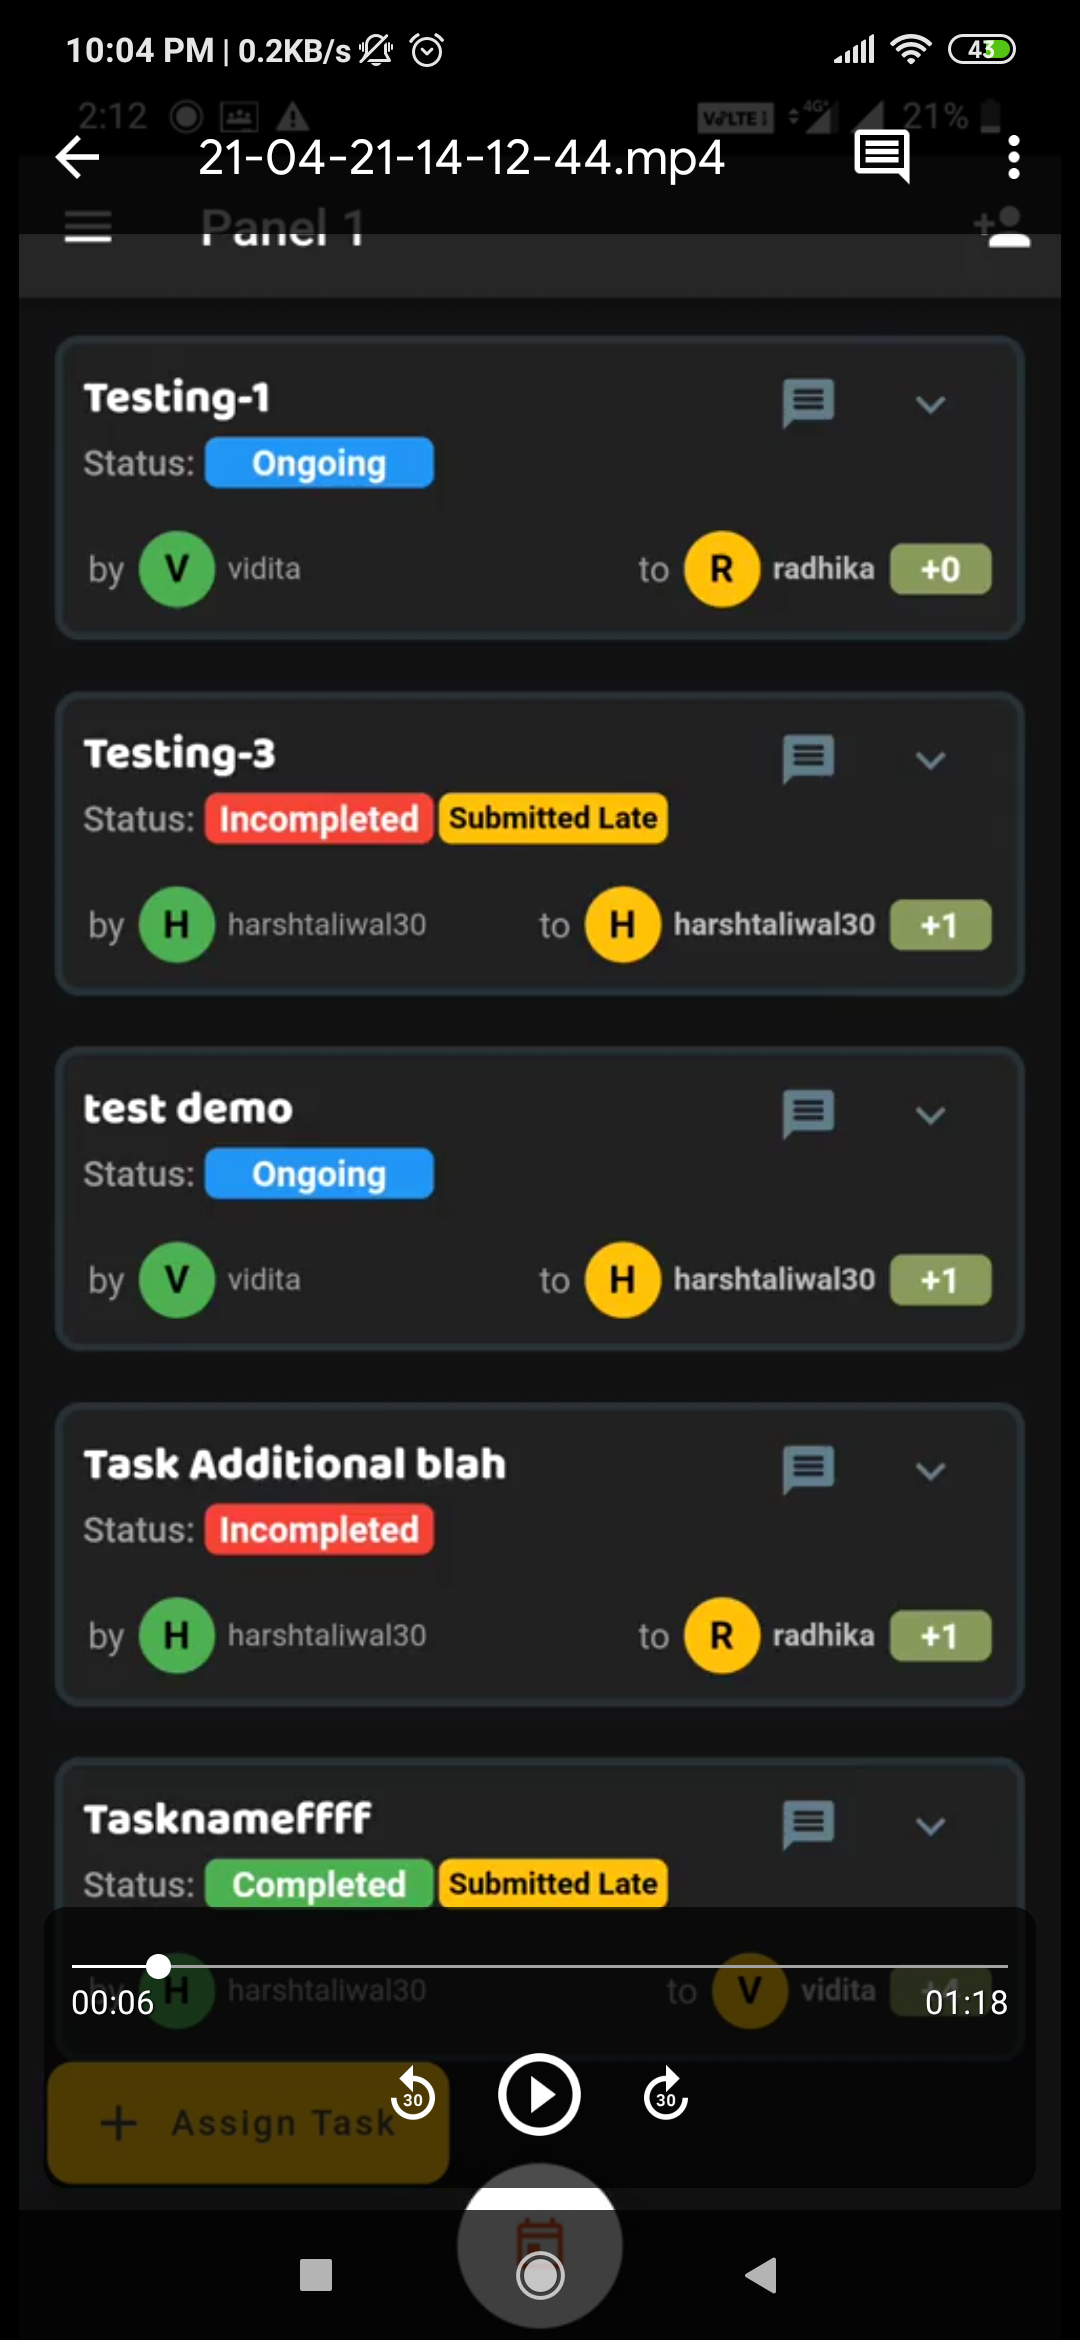 10:04 PM | 0.2KB/s 43
2:12 VoLTE 4G+ 21%
21-04-21-14-12-44.mp4
Panel 1
Testing-1
Status: Ongoing
by V vidita to R radhika +0
Testing-3
Status: Incompleted Submitted Late
by H harshtaliwal30 to H harshtaliwal30 +1
test demo
Status: Ongoing
by V vidita to H harshtaliwal30 +1
Task Additional blah
Status: Incompleted
by H harshtaliwal30 to R radhika +1
Tasknameffff
Status: Completed Submitted Late
by H harshtaliwal30 to V vidita
00:06 01:18
30 30
+ Assign Task